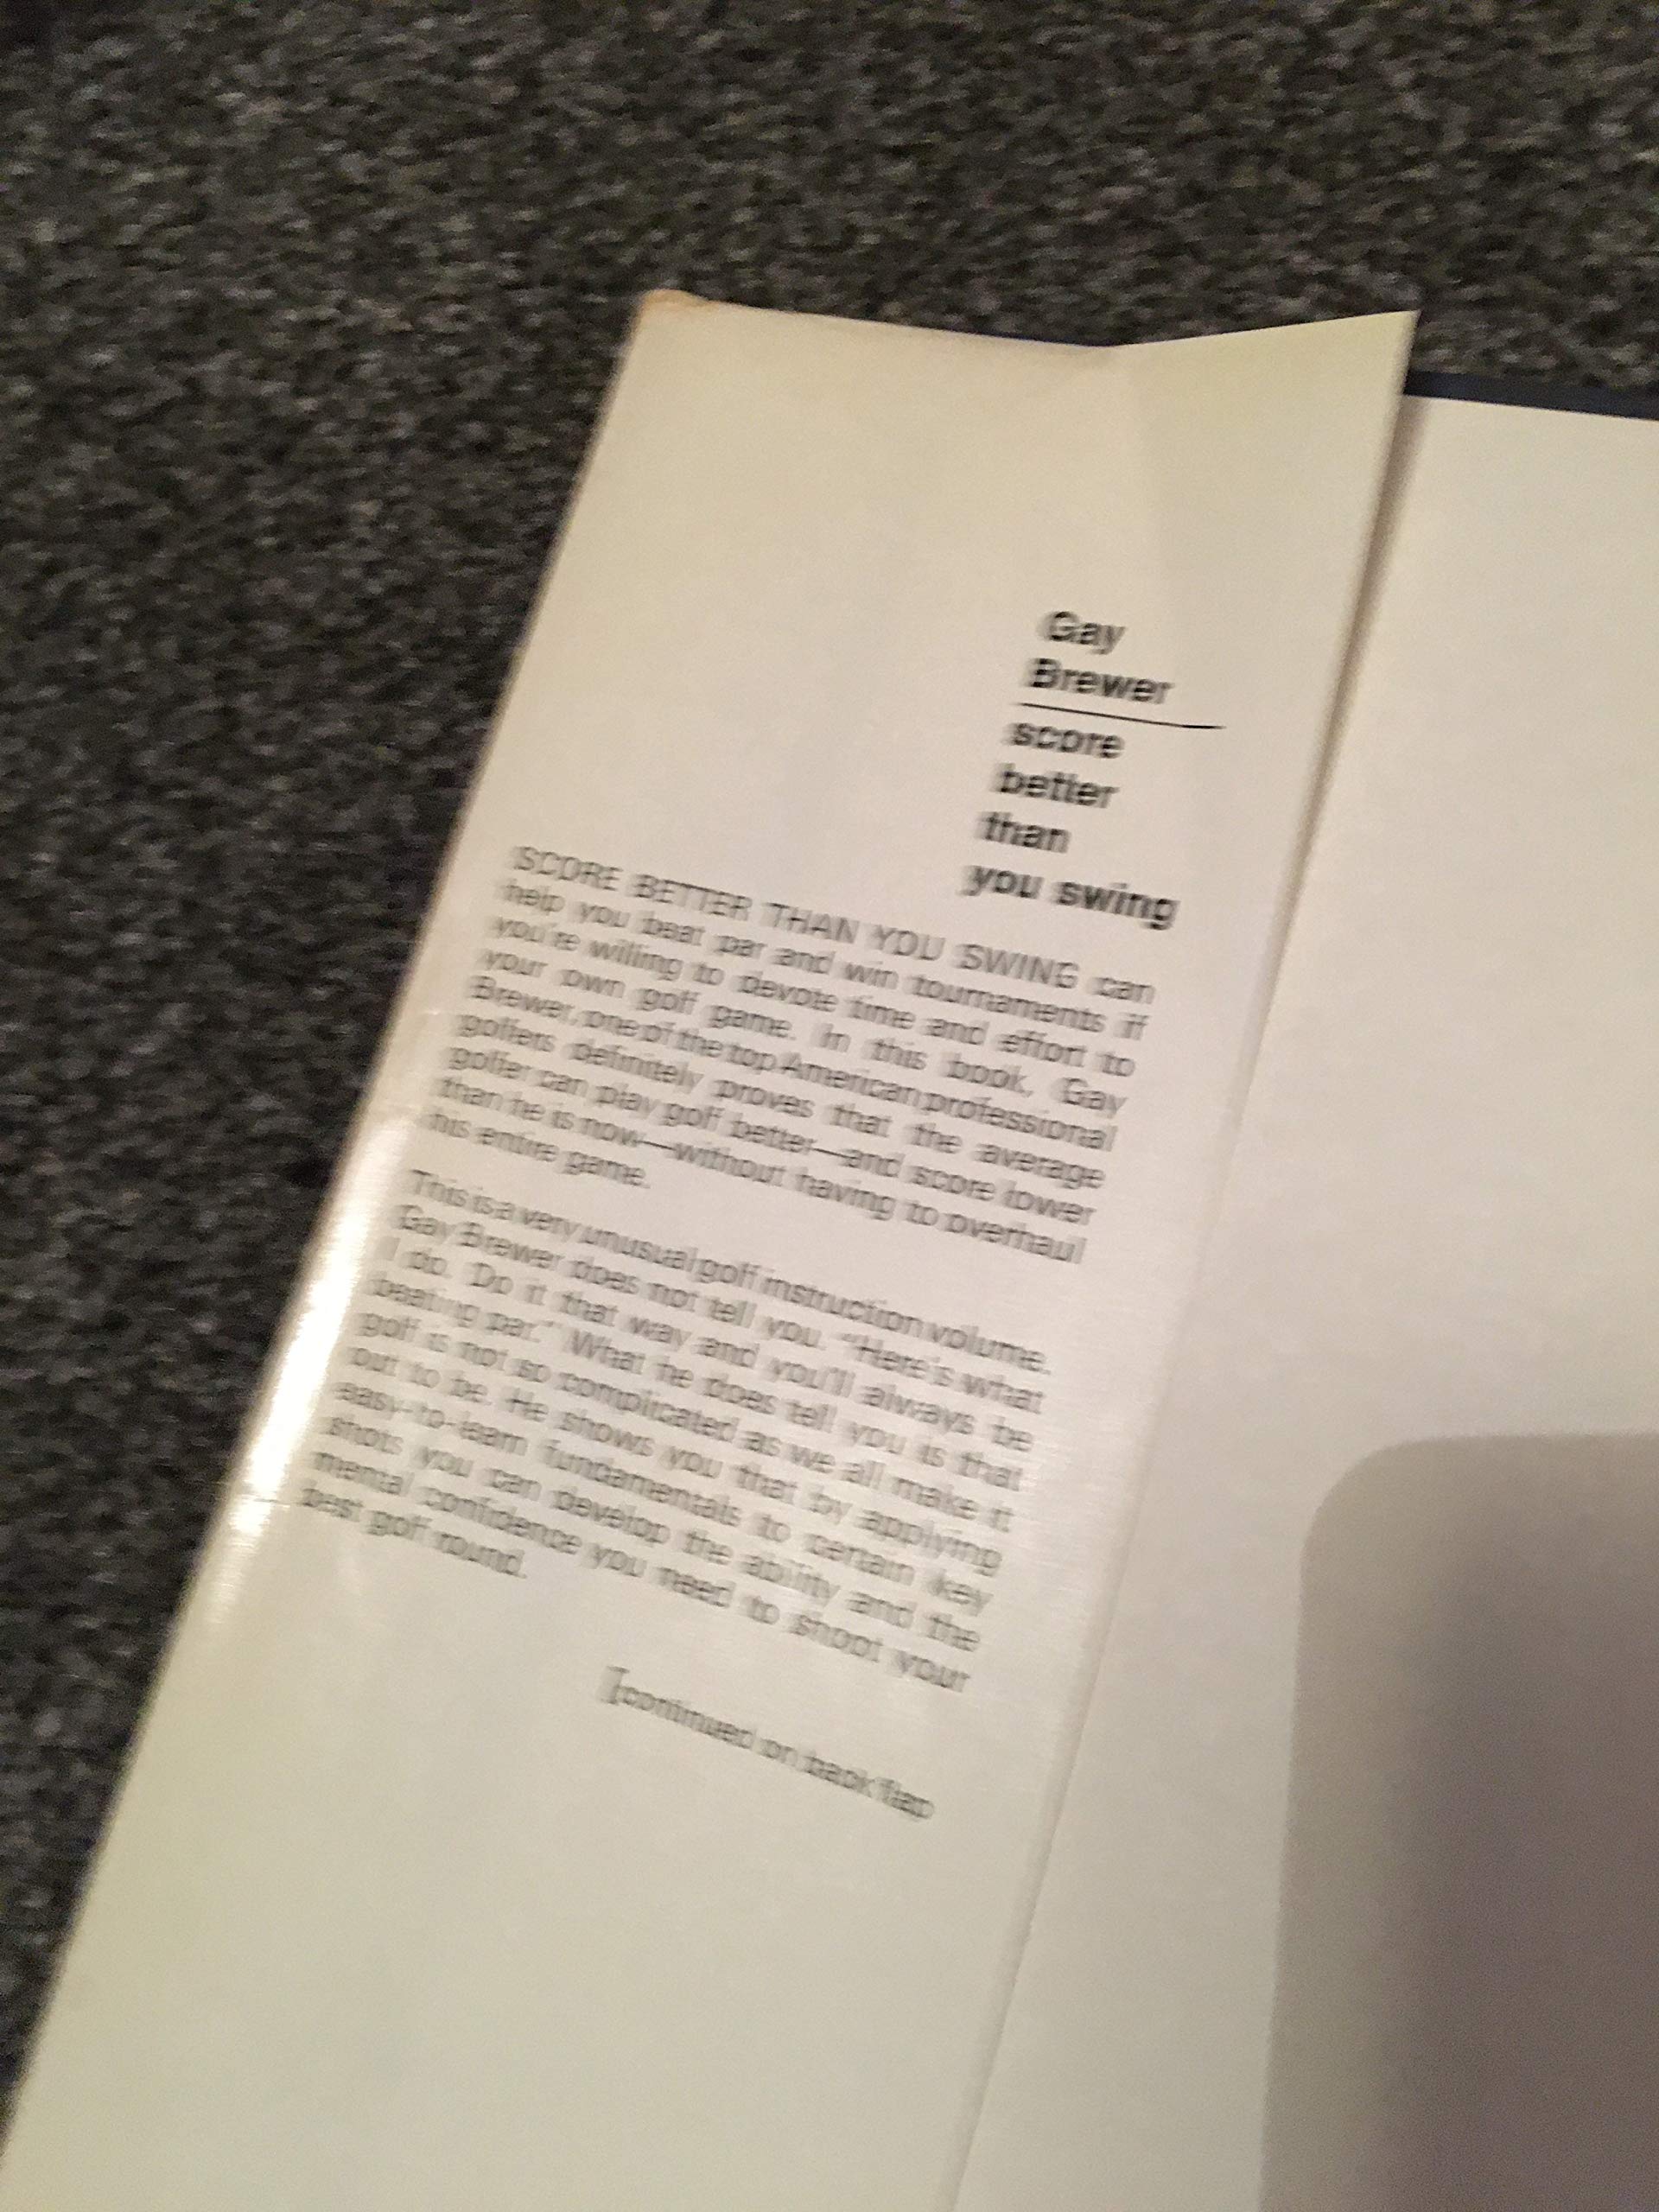 Gay
Brewer
score
better
than
you swing
SCORE BETTER THAN YOU SWING can
help you beat par and win tournaments if
you're willing to devote time and effort to
your own golf game. In this book, Gay
Brewer, one of the top American professional
golfers definitely proves that the average
golfer can play golf better—and score lower
than he is now—without having to overhaul
his entire game.
This is a very unusual golf instruction volume.
Gay Brewer does not tell you. "Here's what
I do. Do it that way and you'll always be
beating par." What he does tell you is that
golf is not so complicated as we all make it
out to be. He shows you that by applying
easy-to-learn fundamentals to certain key
shots you can develop the ability and the
mental confidence you need to shoot your
best golf round.
[continued on back flap